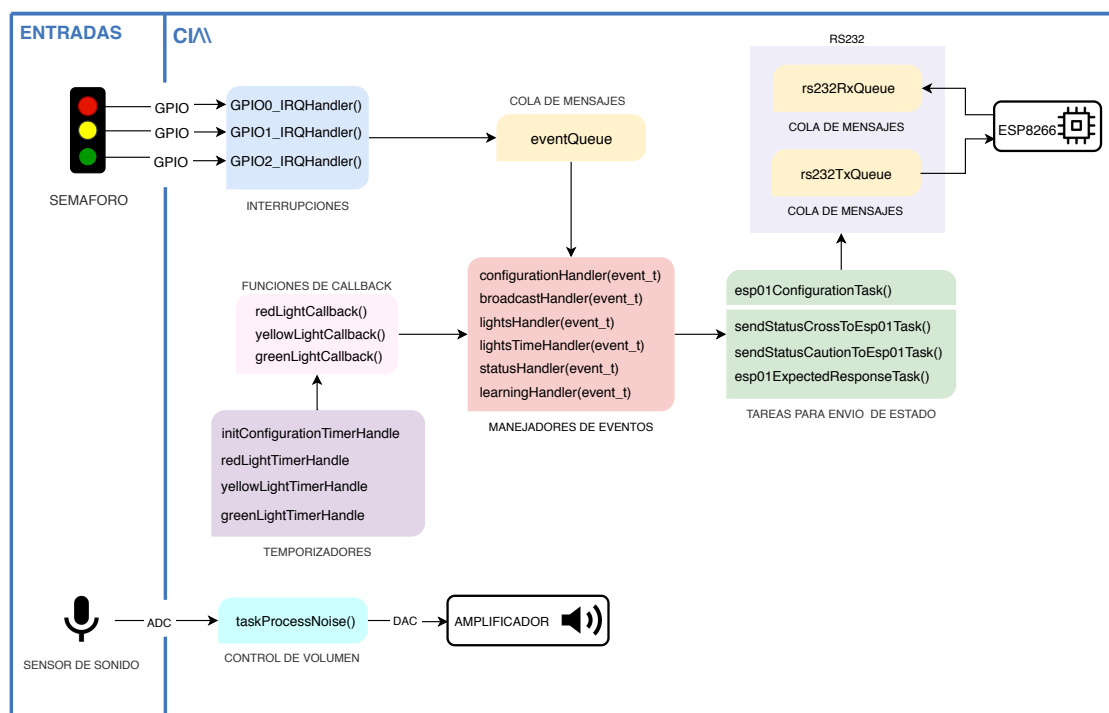 ENTRADAS
CIAA
RS232
rs232RxQueue
COLA DE MENSAJES
rs232TxQueue
COLA DE MENSAJES
ESP8266
GPIO
GPIO
GPIO
GPIO0_IRQHandler()
GPIO1_IRQHandler()
GPIO2_IRQHandler()
SEMAFORO
INTERRUPCIONES
COLA DE MENSAJES
eventQueue
FUNCIONES DE CALLBACK
redLightCallback()
yellowLightCallback()
greenLightCallback()
configurationHandler(event_t)
broadcastHandler(event_t)
lightsHandler(event_t)
lightsTimeHandler(event_t)
statusHandler(event_t)
learningHandler(event_t)
MANEJADORES DE EVENTOS
esp01ConfigurationTask()
sendStatusCrossToEsp01Task()
sendStatusCautionToEsp01Task()
esp01ExpectedResponseTask()
TAREAS PARA ENVIO DE ESTADO
initConfigurationTimerHandle
redLightTimerHandle
yellowLightTimerHandle
greenLightTimerHandle
TEMPORIZADORES
SENSOR DE SONIDO
ADC
taskProcessNoise()
CONTROL DE VOLUMEN
DAC
AMPLIFICADOR